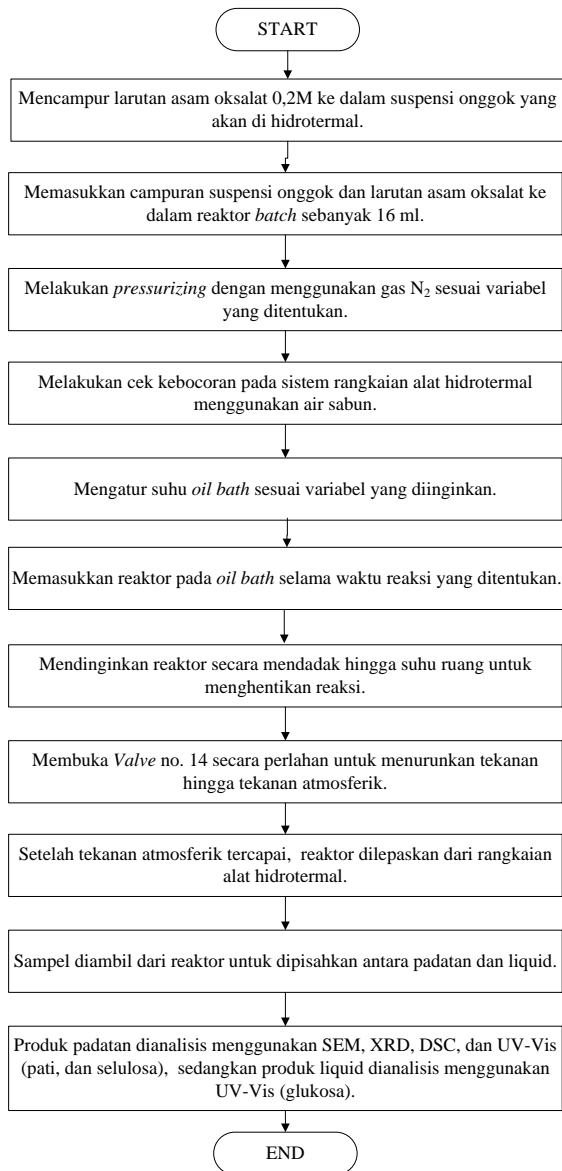 START
Mencampur larutan asam oksalat 0,2M ke dalam suspensi onggok yang
akan di hidrotermal.
Memasukkan campuran suspensi onggok dan larutan asam oksalat ke
dalam reaktor batch sebanyak 16 ml.
Melakukan pressurizing dengan menggunakan gas N₂ sesuai variabel
yang ditentukan.
Melakukan cek kebocoran pada sistem rangkaian alat hidrotermal
menggunakan air sabun.
Mengatur suhu oil bath sesuai variabel yang diinginkan.
Memasukkan reaktor pada oil bath selama waktu reaksi yang ditentukan.
Mendinginkan reaktor secara mendadak hingga suhu ruang untuk
menghentikan reaksi.
Membuka Valve no. 14 secara perlahan untuk menurunkan tekanan
hingga tekanan atmosferik.
Setelah tekanan atmosferik tercapai, reaktor dilepaskan dari rangkaian
alat hidrotermal.
Sampel diambil dari reaktor untuk dipisahkan antara padatan dan liquid.
Produk padatan dianalisis menggunakan SEM, XRD, DSC, dan UV-Vis
(pati, dan selulosa), sedangkan produk liquid dianalisis menggunakan
UV-Vis (glukosa).
END